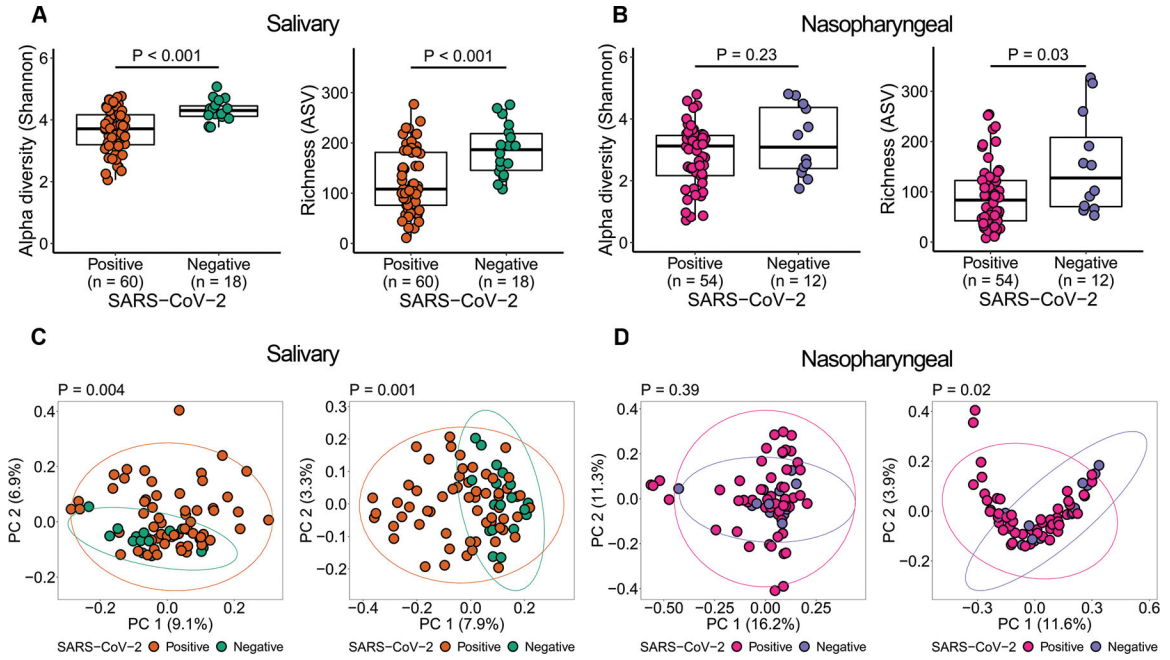 A
Salivary
P < 0.001
Alpha diversity (Shannon)
6
4
2
0
Positive
(n = 60)
Negative
(n = 18)
SARS−CoV−2
P < 0.001
Richness (ASV)
300
200
100
0
Positive
(n = 60)
Negative
(n = 18)
SARS−CoV−2
B
Nasopharyngeal
P = 0.23
Alpha diversity (Shannon)
6
4
2
0
Positive
(n = 54)
Negative
(n = 12)
SARS−CoV−2
P = 0.03
Richness (ASV)
300
200
100
0
Positive
(n = 54)
Negative
(n = 12)
SARS−CoV−2
C
Salivary
P = 0.004
PC 2 (6.9%)
0.4
0.2
0.0
−0.2
−0.2 0.0 0.2
PC 1 (9.1%)
SARS−CoV−2 Positive Negative
P = 0.001
PC 2 (3.3%)
0.3
0.2
0.1
0.0
−0.1
−0.2
−0.4 −0.2 0.0 0.2
PC 1 (7.9%)
SARS−CoV−2 Positive Negative
D
Nasopharyngeal
P = 0.39
PC 2 (11.3%)
0.4
0.2
0.0
−0.2
−0.4
−0.50 −0.25 0.00 0.25
PC 1 (16.2%)
SARS−CoV−2 Positive Negative
P = 0.02
PC 2 (3.9%)
0.4
0.2
0.0
−0.2
−0.3 0.0 0.3 0.6
PC 1 (11.6%)
SARS−CoV−2 Positive Negative